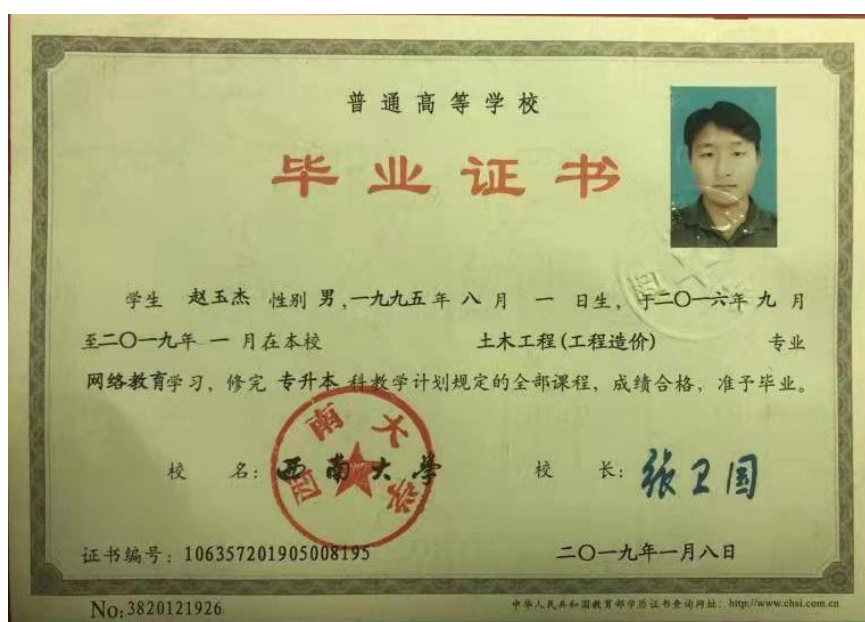 普通高等学校
毕业证书
学生 赵玉杰 性别 男,一九九五年 八 月 一 日生, 于二〇一六年 九 月
至二〇一九年 一 月在本校 土木工程(工程造价) 专业
网络教育学习, 修完 专升本 科教学计划规定的全部课程, 成绩合格, 准予毕业。
校 名: 西南大学 校 长: 张卫国
西南大学
证书编号: 106357201905008195 二〇一九年一月八日
No:3820121926 中华人民共和国教育部学历证书查询网址: http://www.chsi.com.cn